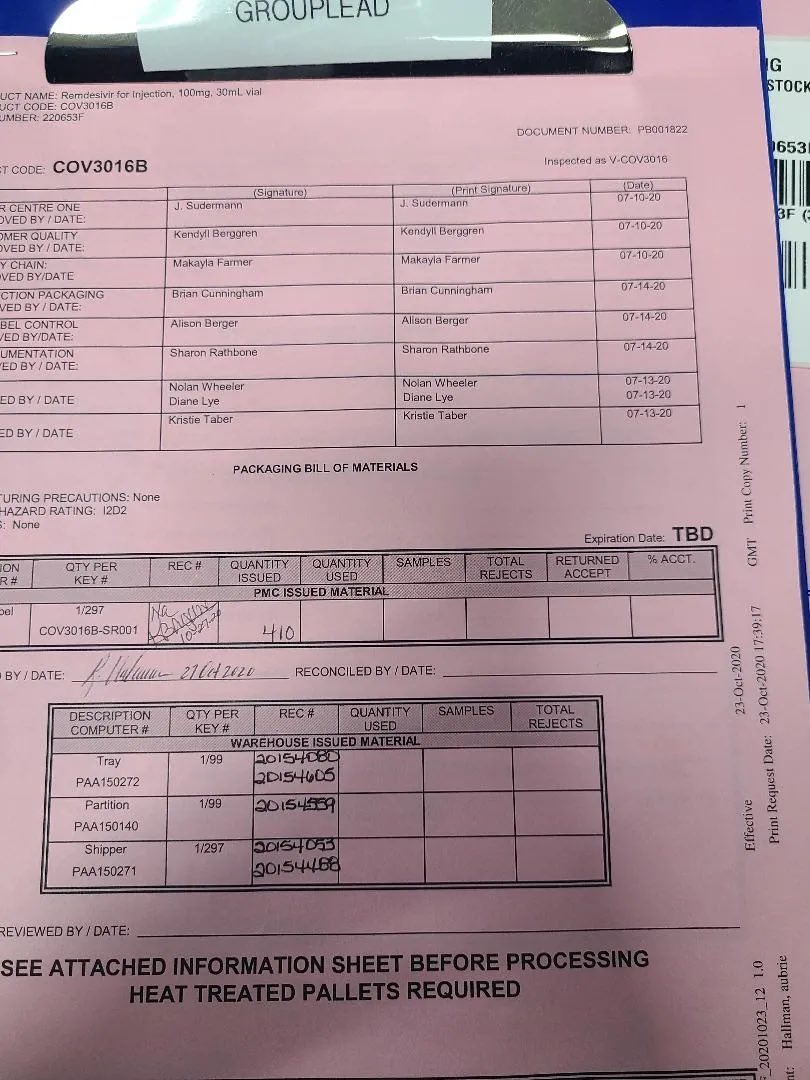 GROUPLEAD
UCT NAME: Remdesivir for Injection, 100mg, 30mL vial
UCT CODE: COV3016B
UMBER: 220653F
DOCUMENT NUMBER: PB001822
CT CODE: COV3016B
Inspected as V-COV3016
(Signature) (Print Signature) (Date)
R CENTRE ONE
OVED BY / DATE: J. Sudermann J. Sudermann 07-10-20
OMER QUALITY
OVED BY / DATE: Kendyll Berggren Kendyll Berggren 07-10-20
Y CHAIN:
VED BY/DATE Makayla Farmer Makayla Farmer 07-10-20
CTION PACKAGING
VED BY / DATE: Brian Cunningham Brian Cunningham 07-14-20
BEL CONTROL
VED BY/DATE: Alison Berger Alison Berger 07-14-20
UMENTATION
VED BY / DATE: Sharon Rathbone Sharon Rathbone 07-14-20
Nolan Wheeler Nolan Wheeler 07-13-20
ED BY / DATE Diane Lye Diane Lye 07-13-20
Kristie Taber Kristie Taber 07-13-20
ED BY / DATE
PACKAGING BILL OF MATERIALS
TURING PRECAUTIONS: None
HAZARD RATING: I2D2
S: None
Expiration Date: TBD
ION
R # QTY PER
KEY # REC # QUANTITY
ISSUED QUANTITY
USED SAMPLES TOTAL
REJECTS RETURNED
ACCEPT % ACCT.
PMC ISSUED MATERIAL
bel 1/297 Na
COV3016B-SR001 10-27-20 410
BY / DATE: 27 Oct 2020 RECONCILED BY / DATE:
DESCRIPTION
COMPUTER # QTY PER
KEY # REC # QUANTITY
USED SAMPLES TOTAL
REJECTS
WAREHOUSE ISSUED MATERIAL
Tray 1/99 20154080
PAA150272 20154605
Partition 1/99 20154559
PAA150140
Shipper 1/297 20154053
PAA150271 20154488
REVIEWED BY / DATE:
SEE ATTACHED INFORMATION SHEET BEFORE PROCESSING
HEAT TREATED PALLETS REQUIRED
Effective 23-Oct-2020
Print Request Date: 23-Oct-2020 17:39:17 GMT Print Copy Number: 1
_20201023_12 1.0
nt: Hallman, aubrie
IG
STOCK
0653F
3F (